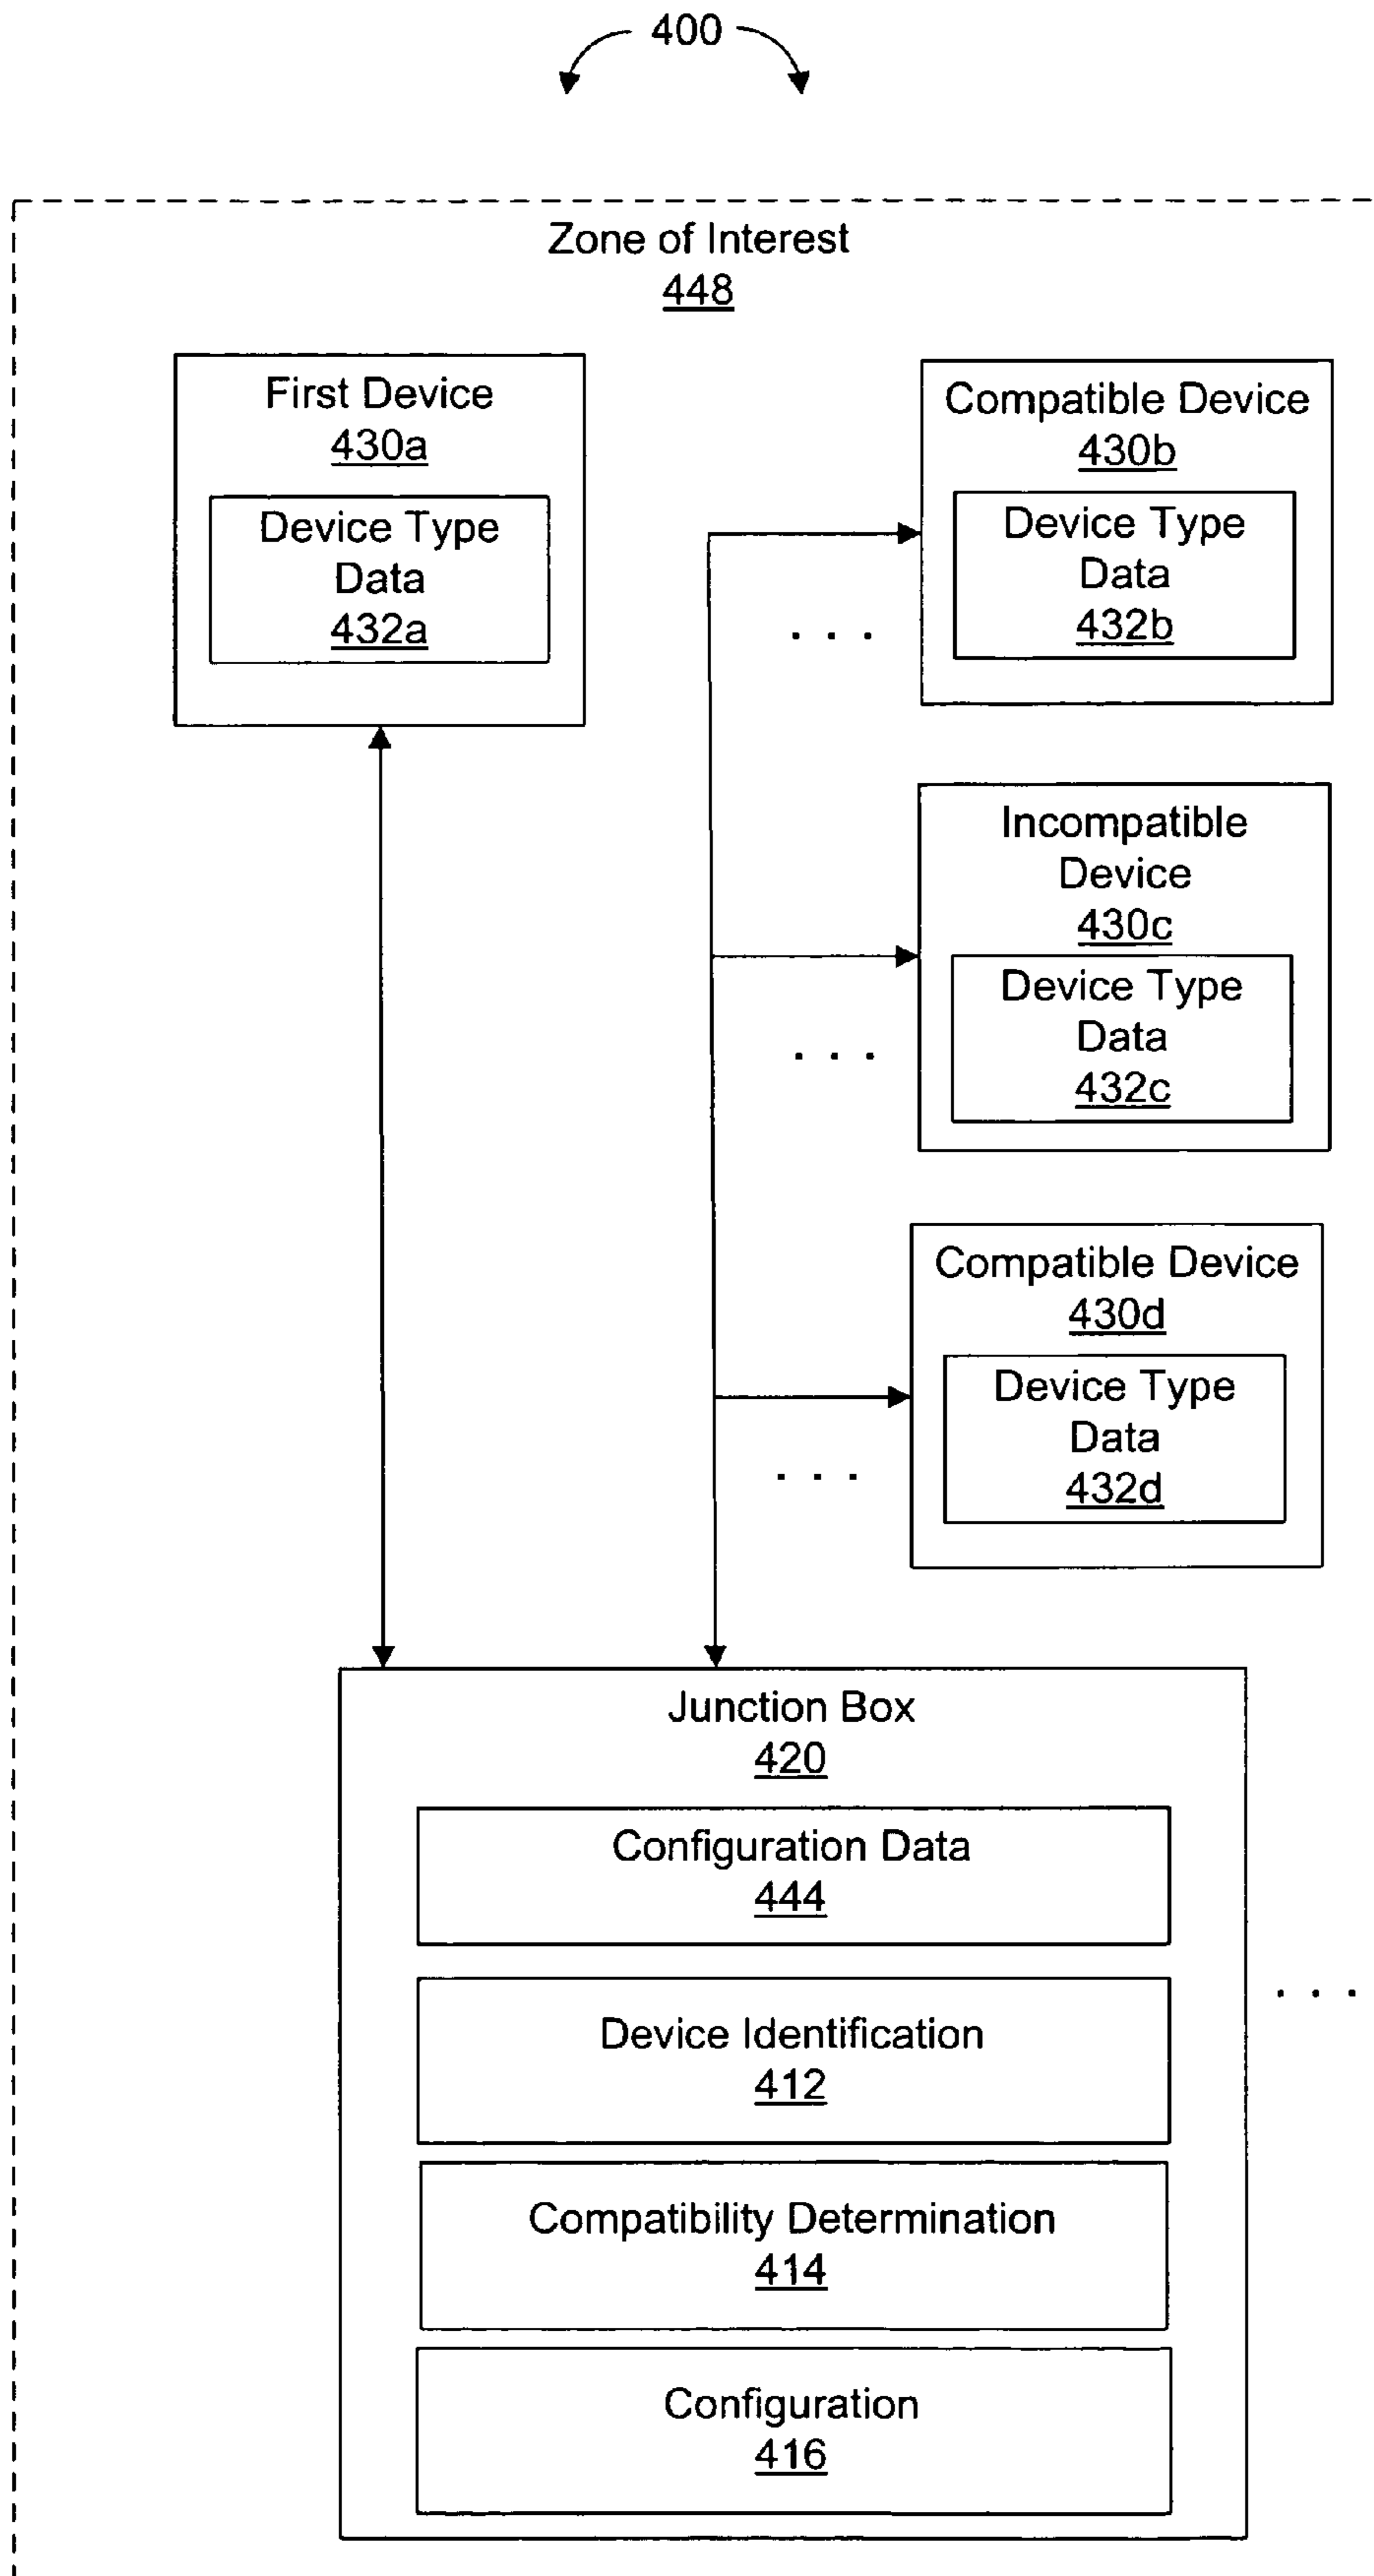 400
Zone of Interest
448
First Device
430a
Device Type
Data
432a
Compatible Device
430b
Device Type
Data
432b
. . .
Incompatible
Device
430c
Device Type
Data
432c
. . .
Compatible Device
430d
Device Type
Data
432d
. . .
Junction Box
420
Configuration Data
444
Device Identification
412
Compatibility Determination
414
Configuration
416
. . .